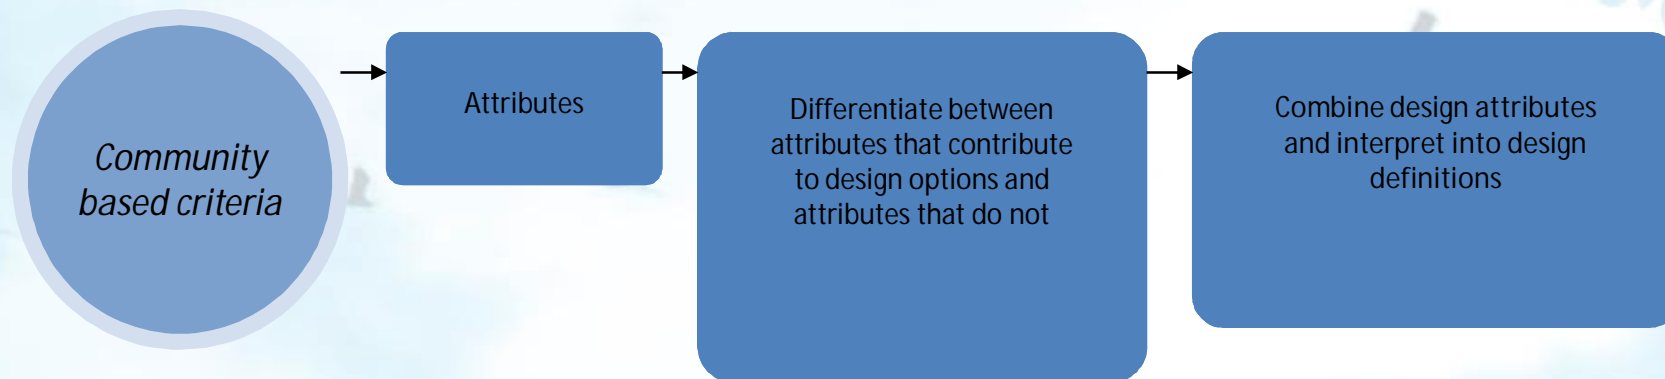 Community
based criteria
Attributes
Differentiate between
attributes that contribute
to design options and
attributes that do not
Combine design attributes
and interpret into design
definitions